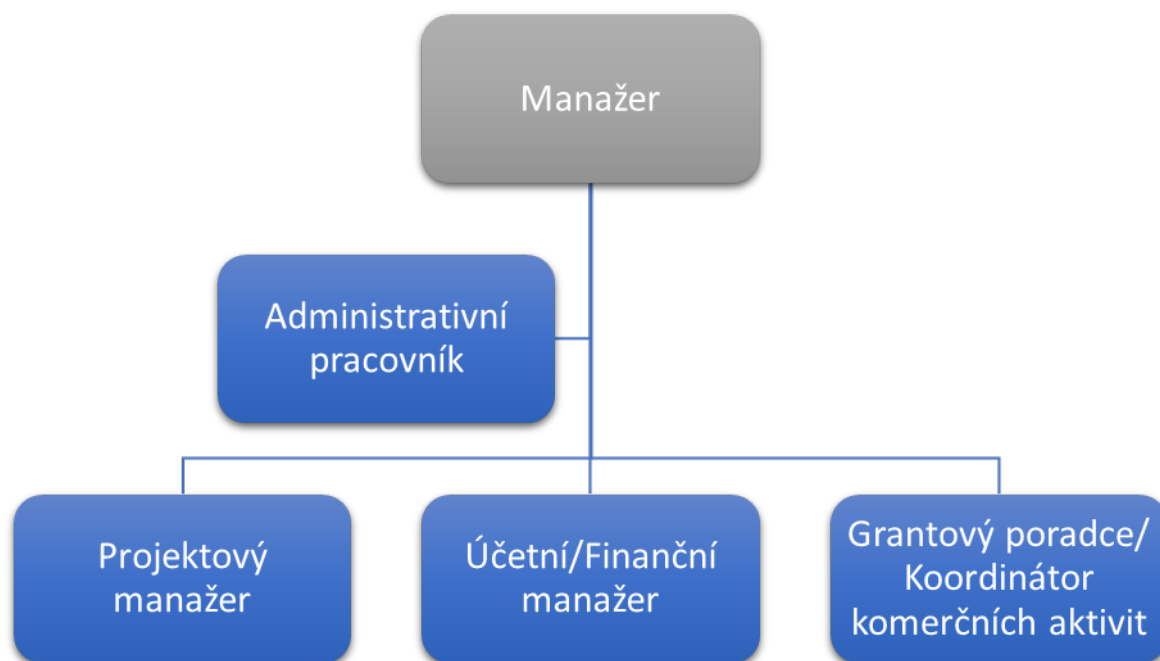 Manažer
Administrativní
pracovník
Projektový
manažer
Účetní/Finanční
manažer
Grantový poradce/
Koordinátor
komerčních aktivit